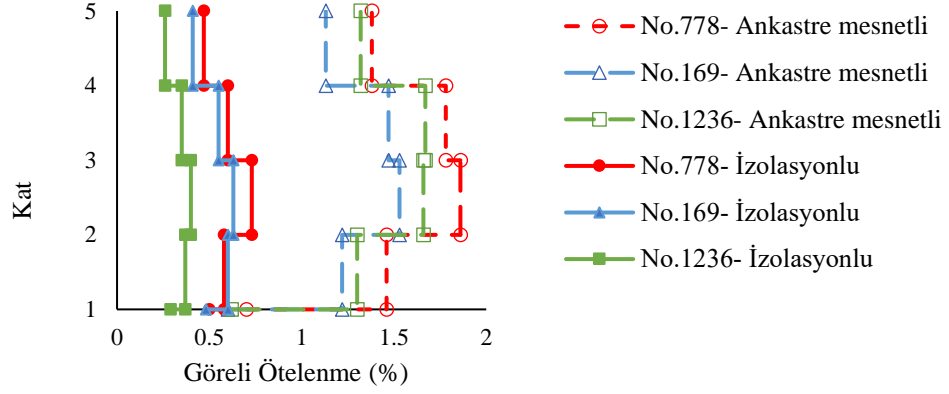 5
4
3
2
1
Kat
0
0.5
1
1.5
2
Göreli Ötelenme (%)
No.778- Ankastre mesnetli
No.169- Ankastre mesnetli
No.1236- Ankastre mesnetli
No.778- İzolasyonlu
No.169- İzolasyonlu
No.1236- İzolasyonlu